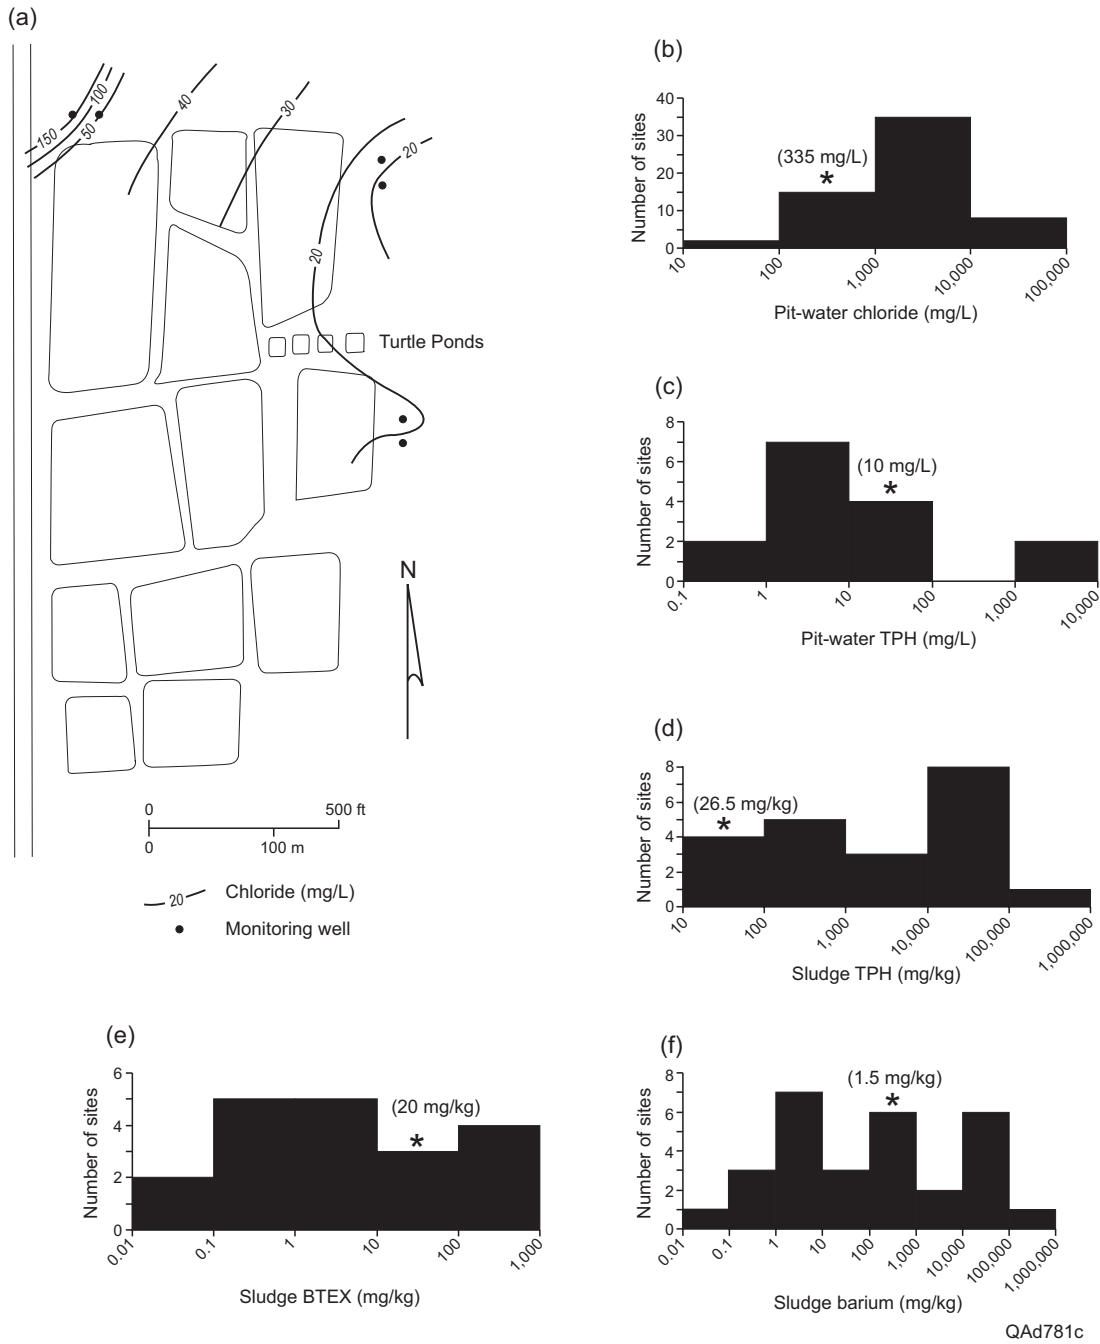 (a)
150
100
50
40
30
20
20
Turtle Ponds
N
0 500 ft
0 100 m
20 Chloride (mg/L)
Monitoring well
(b)
40
30
20
10
0
Number of sites
(335 mg/L)
*
10 100 1,000 10,000 100,000
Pit-water chloride (mg/L)
(c)
8
6
4
2
0
Number of sites
(10 mg/L)
*
0.1 1 10 100 1,000 10,000
Pit-water TPH (mg/L)
(d)
8
6
4
2
0
Number of sites
(26.5 mg/kg)
*
10 100 1,000 10,000 100,000 1,000,000
Sludge TPH (mg/kg)
(e)
6
4
2
0
Number of sites
(20 mg/kg)
*
0.01 0.1 1 10 100 1,000
Sludge BTEX (mg/kg)
(f)
8
6
4
2
0
Number of sites
(1.5 mg/kg)
*
0.01 0.1 1 10 100 1,000 10,000 100,000 1,000,000
Sludge barium (mg/kg)
QAd781c